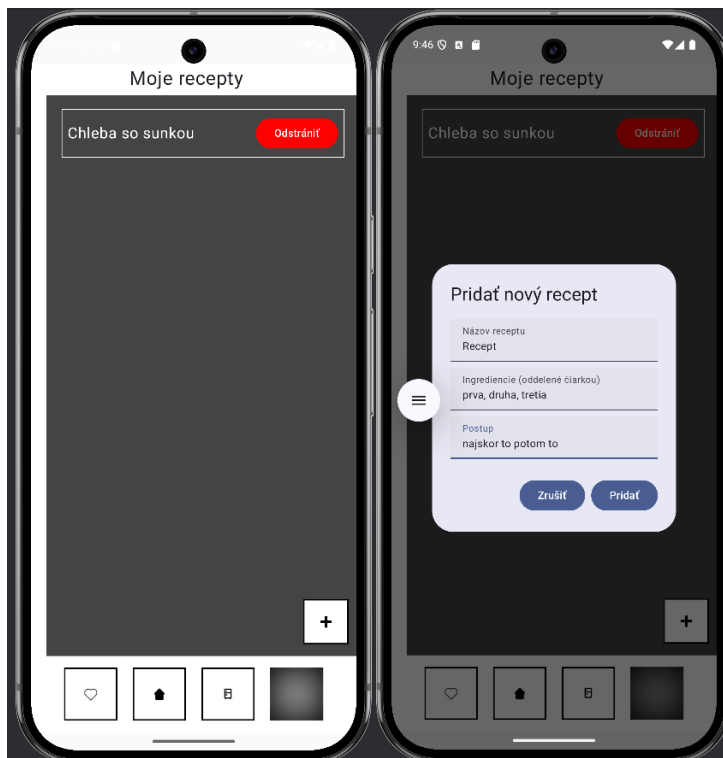 Moje recepty
Chleba so sunkou
Odstrániť
+
9:46
Moje recepty
Chleba so sunkou
Odstrániť
Pridať nový recept
Názov receptu
Recept
Ingrediencie (oddelené čiarkou)
prva, druha, tretia
Postup
najskor to potom to
Zrušiť
Pridať
+